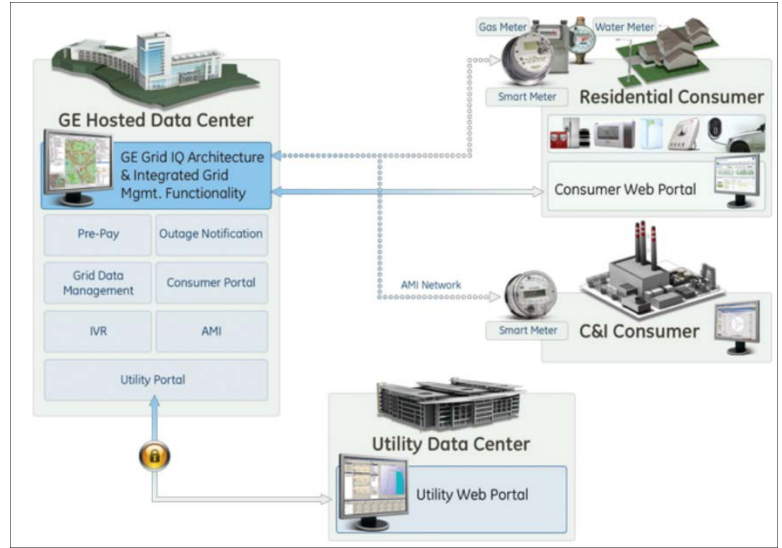 Gas Meter
Water Meter
Smart Meter
Residential Consumer
GE Hosted Data Center
GE Grid IQ Architecture
& Integrated Grid
Mgmt. Functionality
Consumer Web Portal
Pre-Pay
Outage Notification
Grid Data
Management
Consumer Portal
AMI Network
IVR
AMI
Smart Meter
C&I Consumer
Utility Portal
Utility Data Center
Utility Web Portal